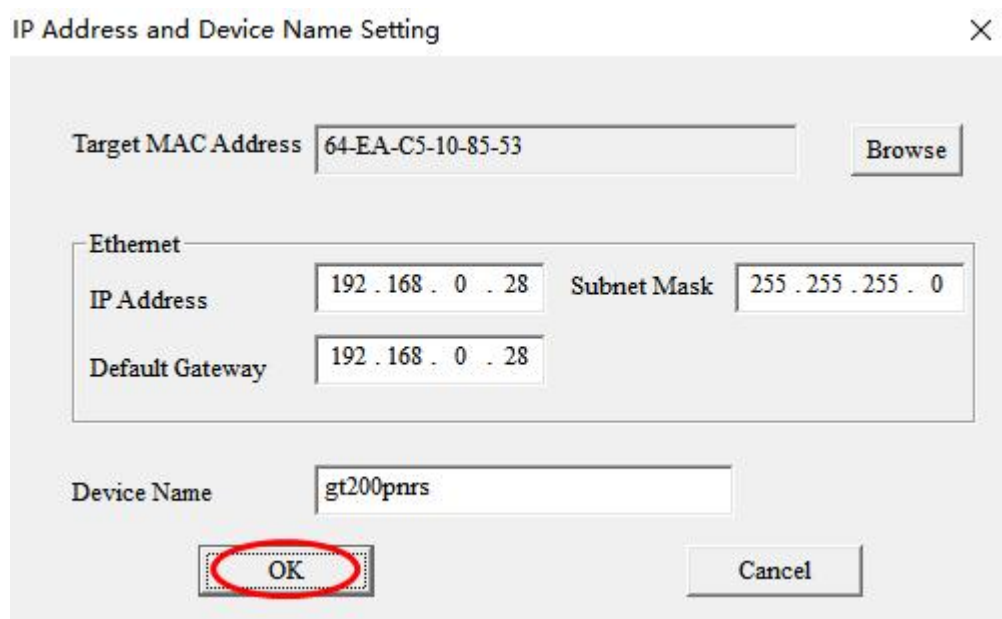 IP Address and Device Name Setting
Target MAC Address 64-EA-C5-10-85-53 Browse
Ethernet
IP Address 192 . 168 . 0 . 28 Subnet Mask 255 . 255 . 255 . 0
Default Gateway 192 . 168 . 0 . 28
Device Name gt200pnrs
OK Cancel